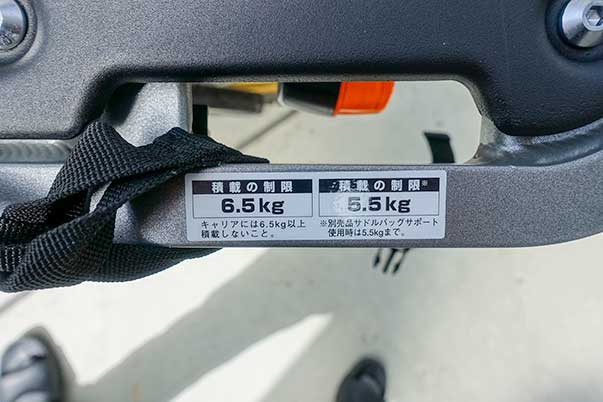 積載の制限
6.5kg
キャリアには6.5kg以上
積載しないこと。
積載の制限※
5.5kg
※別売品サドルバッグサポート
使用時は5.5kgまで。